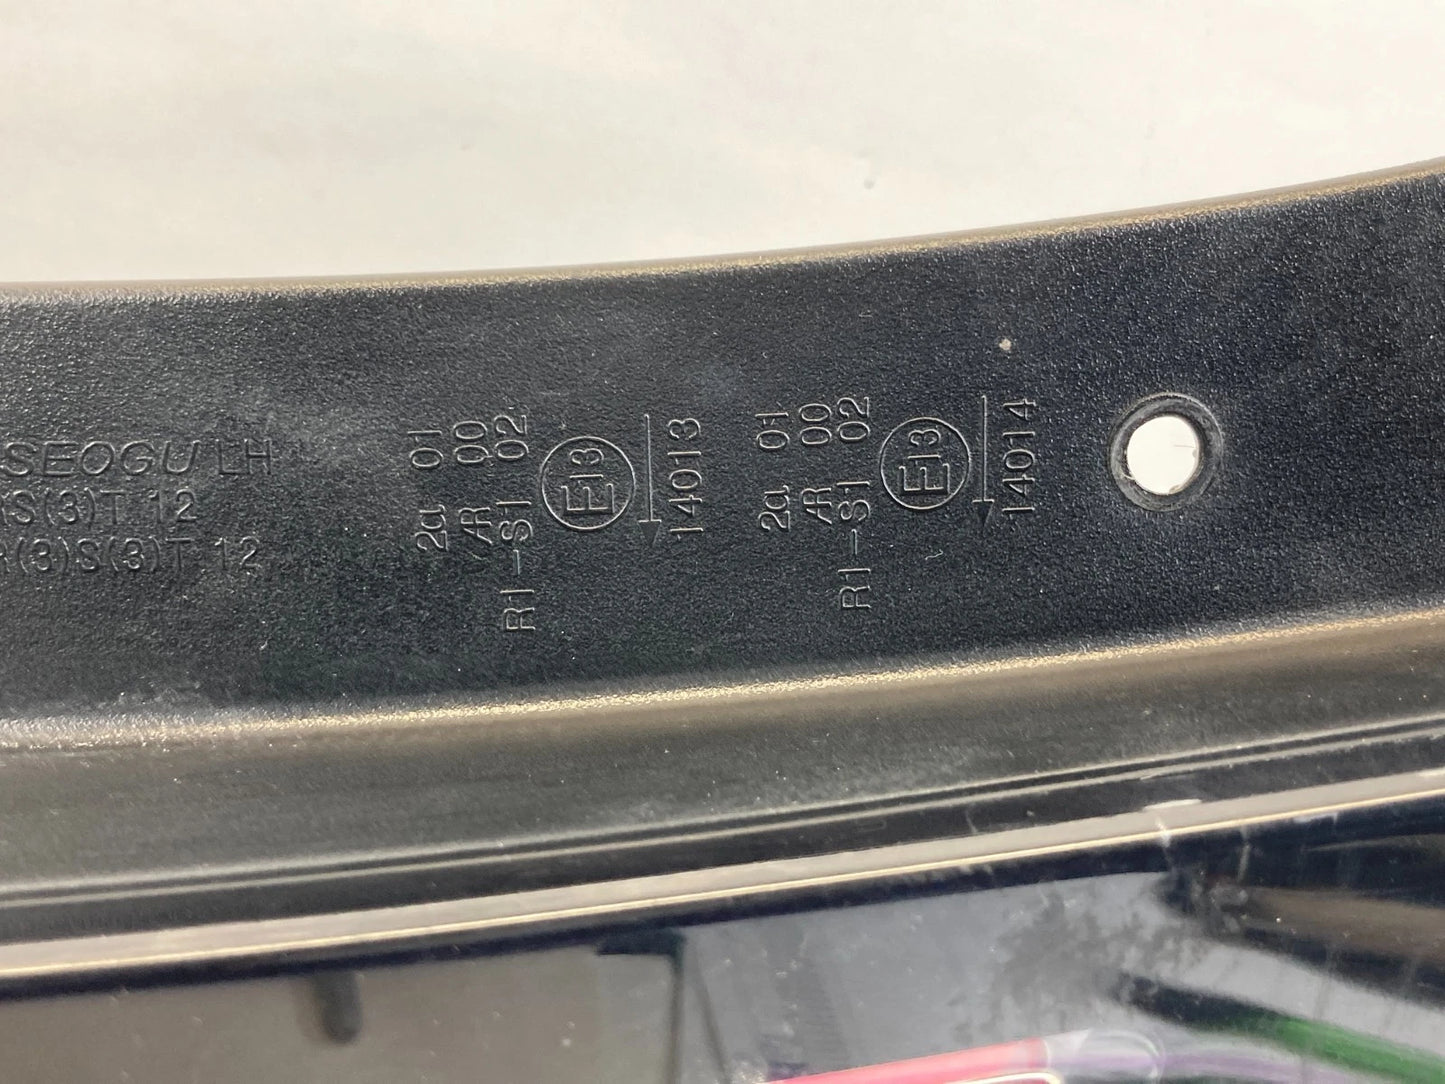 SEOGU LH
S(3)T 12
(3)S(3)T 12
2a 01
AR 00
R1-S1 02
E13
14013
2a 01
AR 00
R1-S1 02
E13
14014